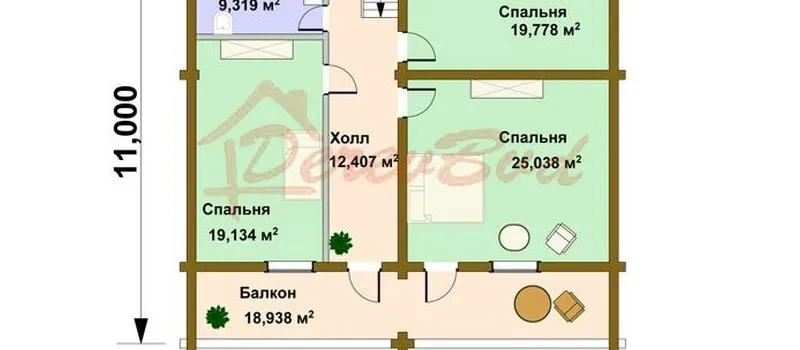 9,319 м²
Спальня
19,778 м²
11,000
Холл
12,407 м²
Спальня
25,038 м²
DerevBud
Спальня
19,134 м²
Балкон
18,938 м²